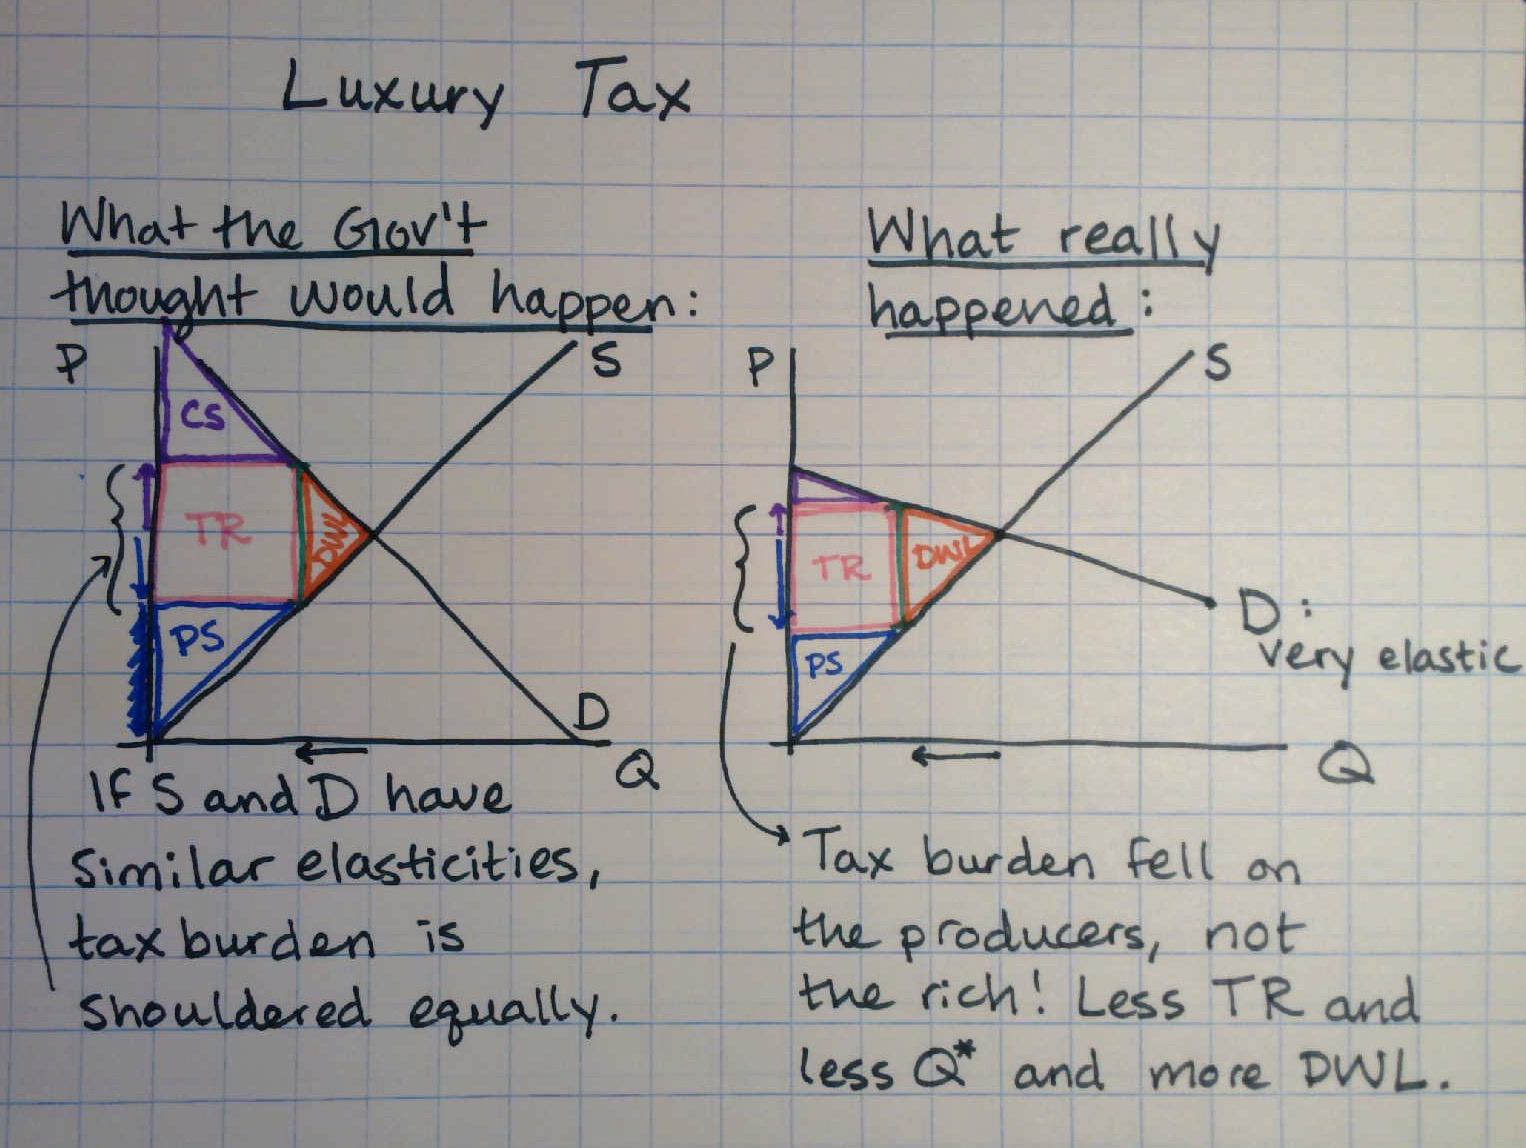 Luxury Tax
What the Gov't
thought would happen:
P
S
CS
TR
DWL
PS
D
Q
If S and D have
similar elasticities,
tax burden is
shouldered equally.
What really
happened:
P
S
TR
DWL
PS
D:
very elastic
Q
Tax burden fell on
the producers, not
the rich! Less TR and
less Q* and more DWL.